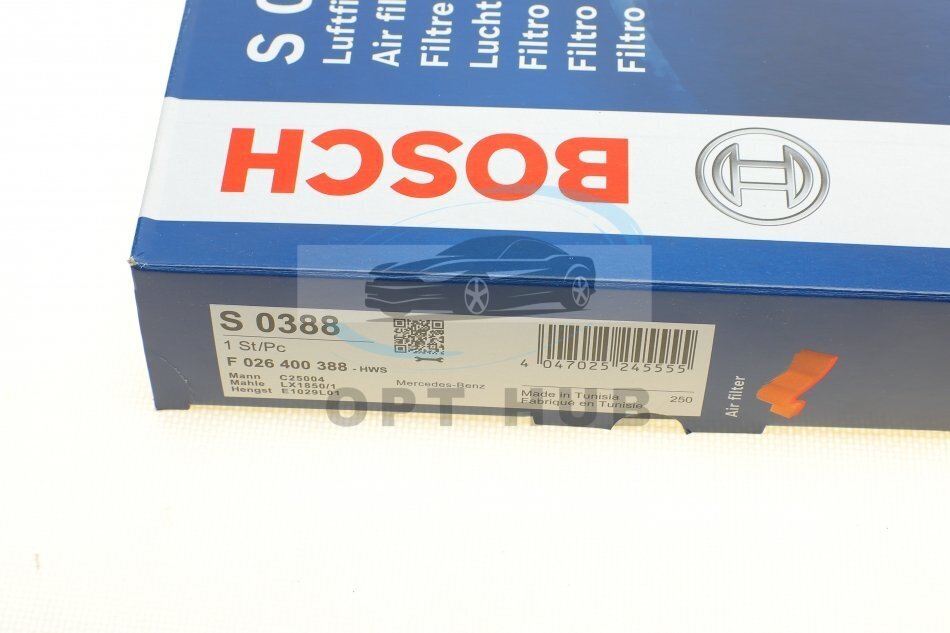 S 0
Luftfi
Air fil
Filtre
Lucht
Filtro
Filtro
Filtro
BOSCH
S 0388
1 St/Pc
F 026 400 388 - HWS
Mann C25004
Mahle LX1850/1
Hengst E1029L01
Mercedes-Benz
4 047025 245555
Made in Tunisia
Fabriqué en Tunisie
250
Air filter
OPT HUB